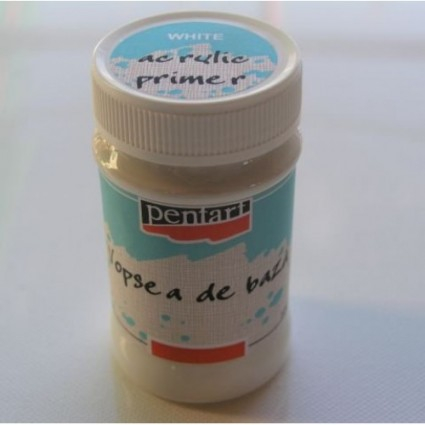 WHITE
acrylic
primer
pentart
Vopsea de bază